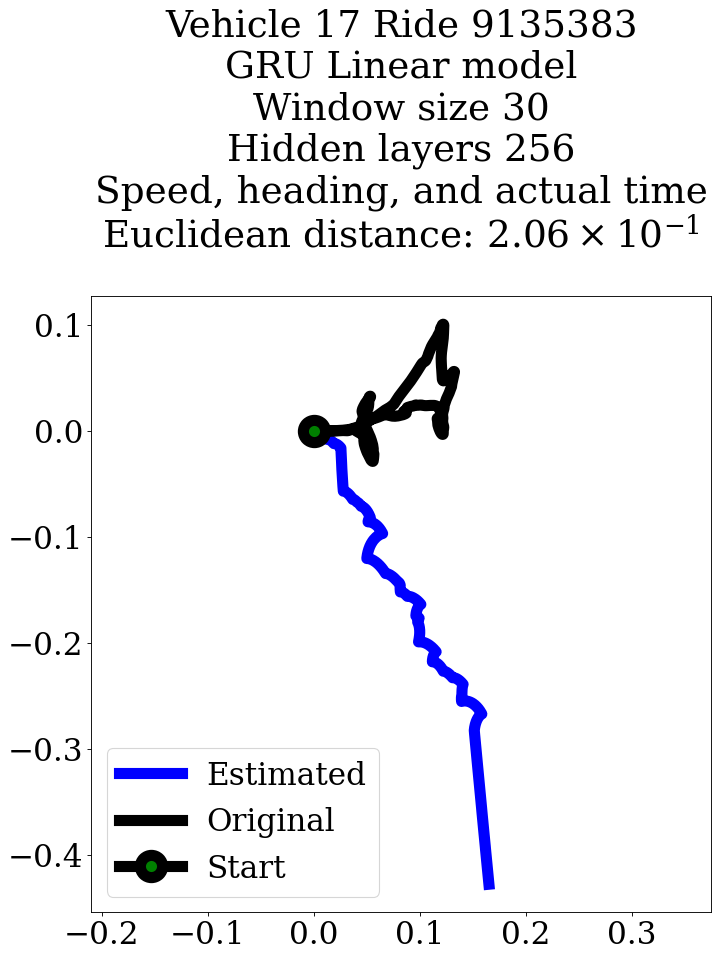 Vehicle 17 Ride 9135383
GRU Linear model
Window size 30
Hidden layers 256
Speed, heading, and actual time
Euclidean distance: 2.06 × 10⁻¹
0.1
0.0
−0.1
−0.2
−0.3
−0.4
Estimated
Original
Start
−0.2 −0.1 0.0 0.1 0.2 0.3